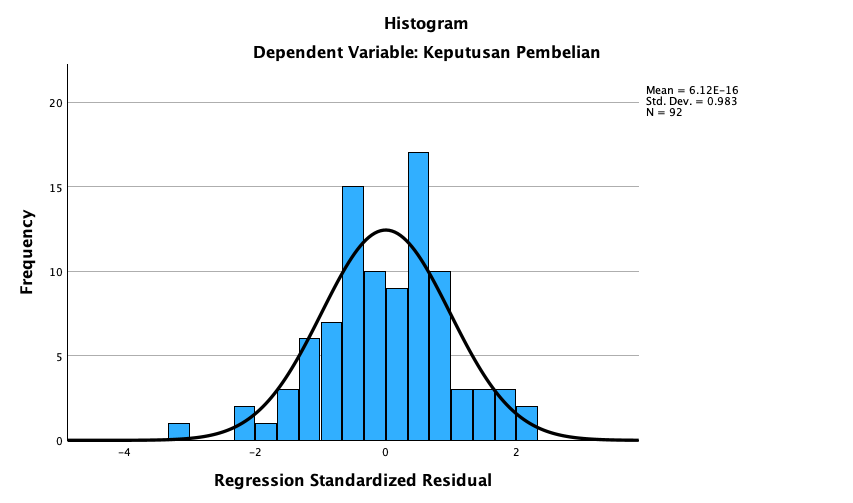 Histogram
Dependent Variable: Keputusan Pembelian
Mean = 6.12E-16
Std. Dev. = 0.983
N = 92
Frequency
20
15
10
5
0
-4 -2 0 2
Regression Standardized Residual